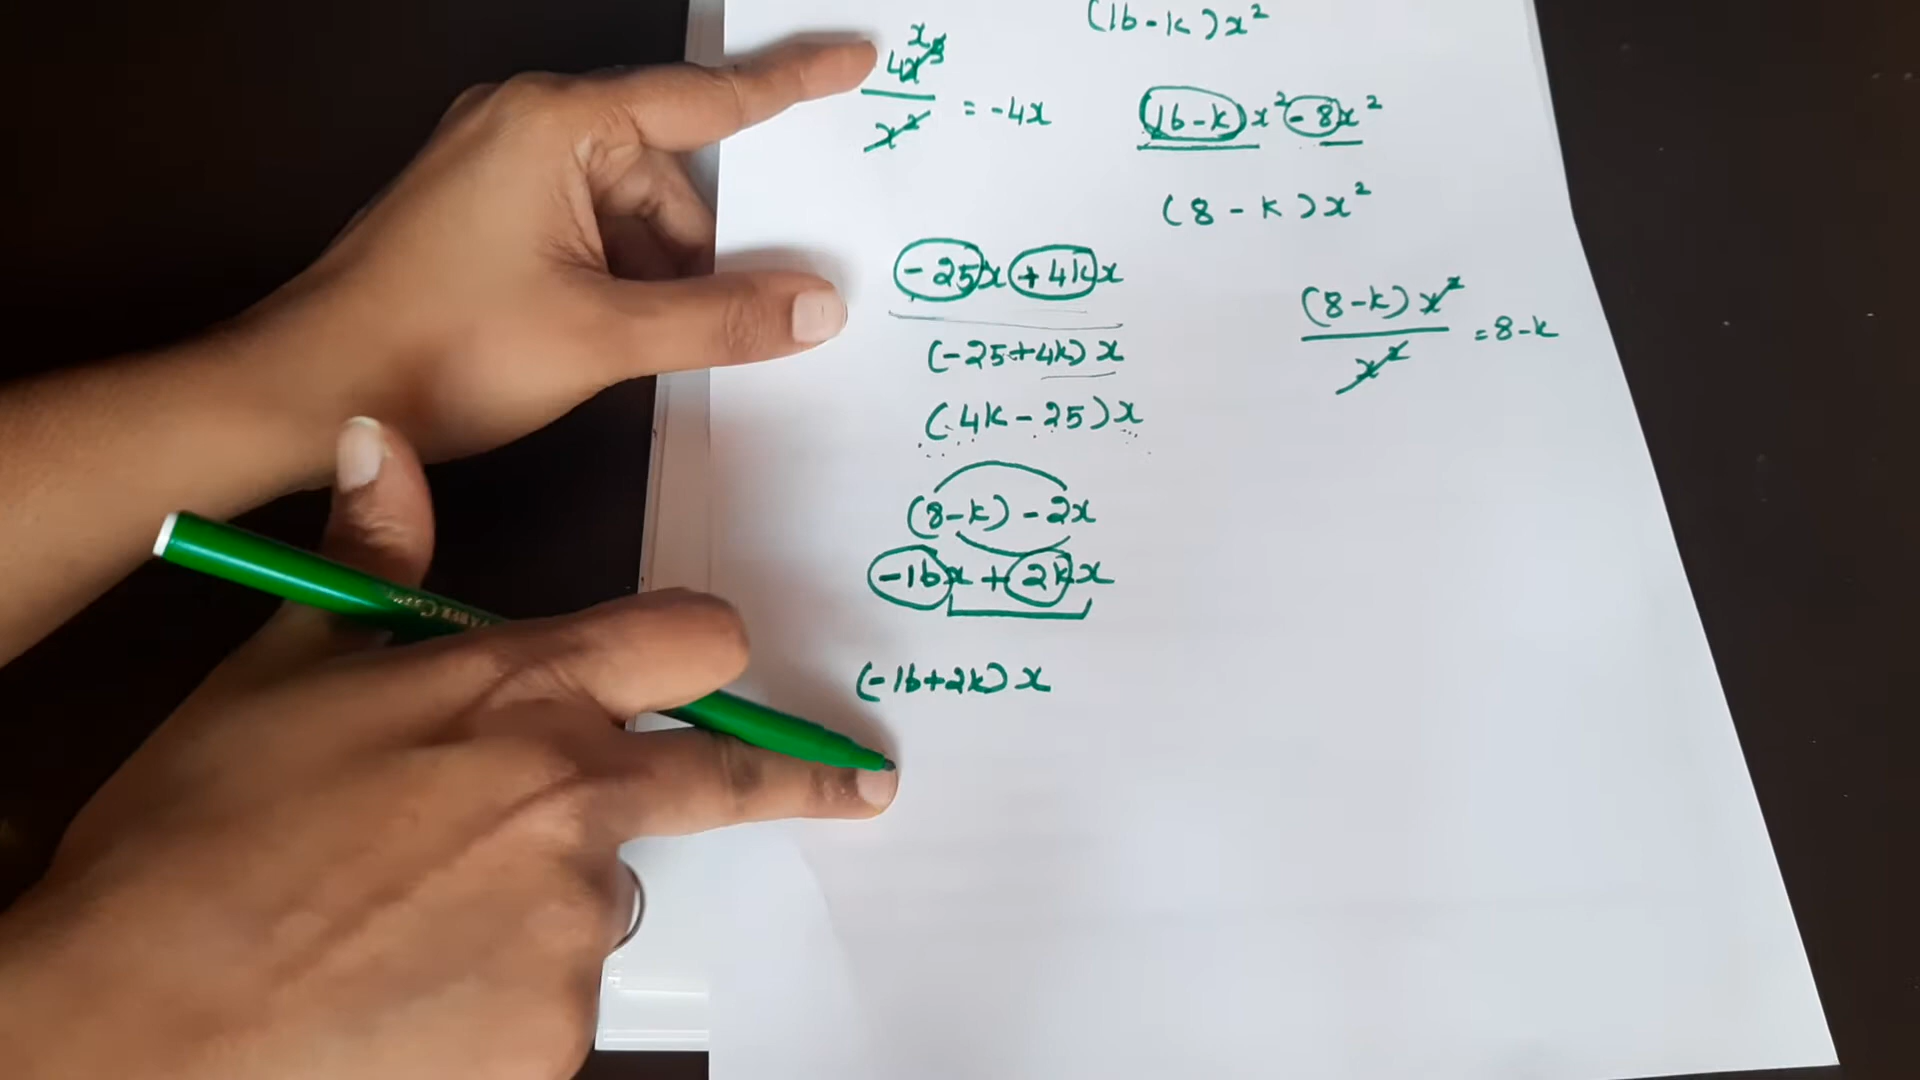 (16-k)x²
x
4x³
x² = -4x
(16-k)x²-8x²
(8-k)x²
-25x+4kx
(-25+4k)x
(4k-25)x
(8-k)x²
x² = 8-k
(8-k)-2x
-16x+2kx
(-16+2k)x